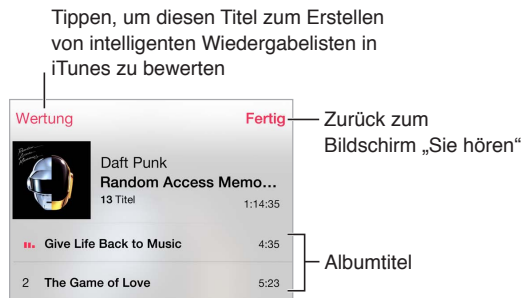 Tippen, um diesen Titel zum Erstellen
von intelligenten Wiedergabelisten in
iTunes zu bewerten
Wertung
Fertig
Zurück zum
Bildschirm „Sie hören“
Daft Punk
Random Access Memo...
13 Titel
1:14:35
Give Life Back to Music 4:35
Albumtitel
2 The Game of Love 5:23